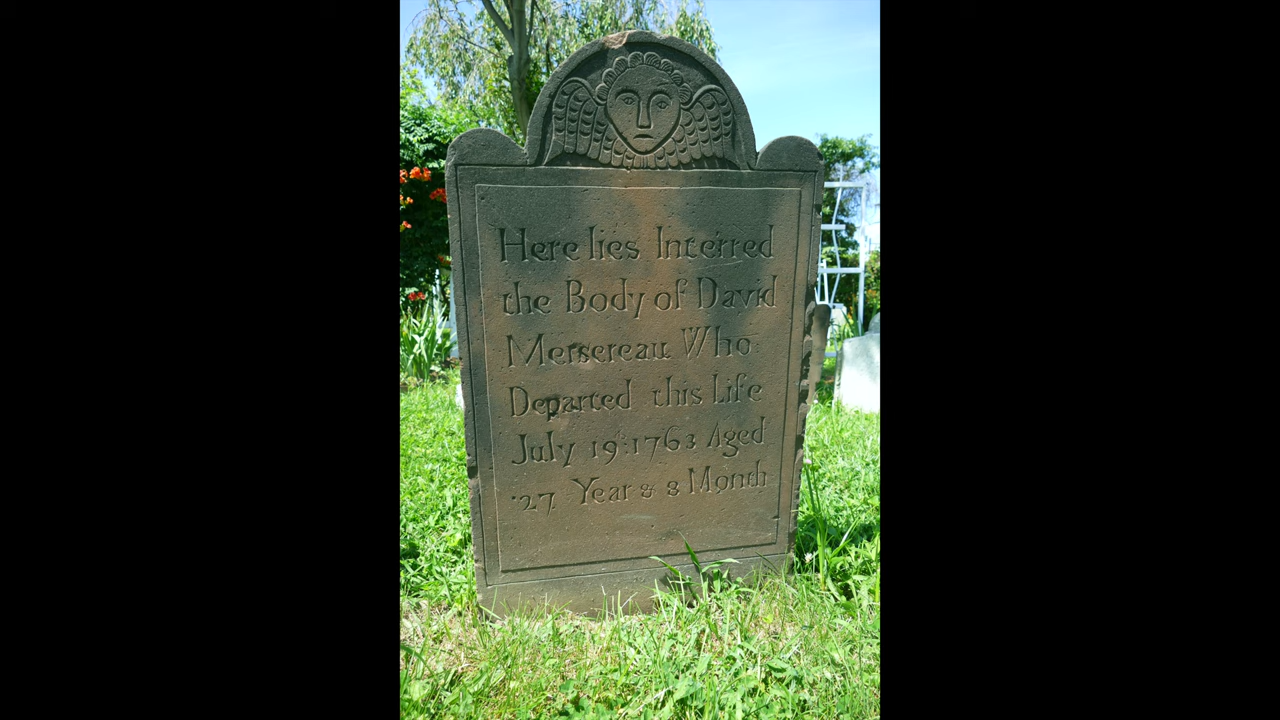 Here lies Interred
the Body of David
Mersereau Who
Departed this Life
July 19:1763 Aged
27 Year & 8 Month